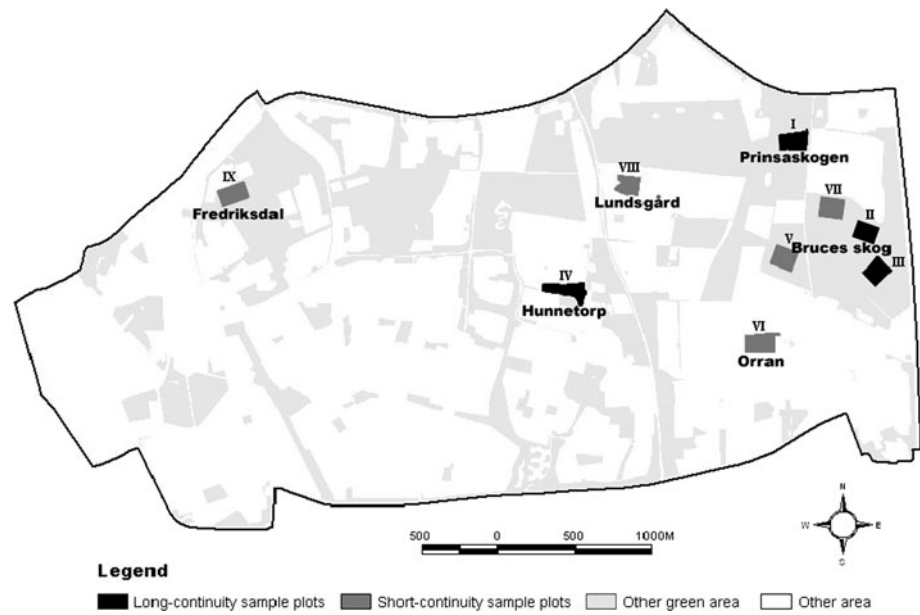 I
Prinsaskogen
VIII
IX
Lundsgård
VII
Fredriksdal
II
V
Bruces skog
III
IV
Hunnetorp
VI
Orran
N
W E
S
500 0 500 1000M
Legend
Long-continuity sample plots Short-continuity sample plots Other green area Other area